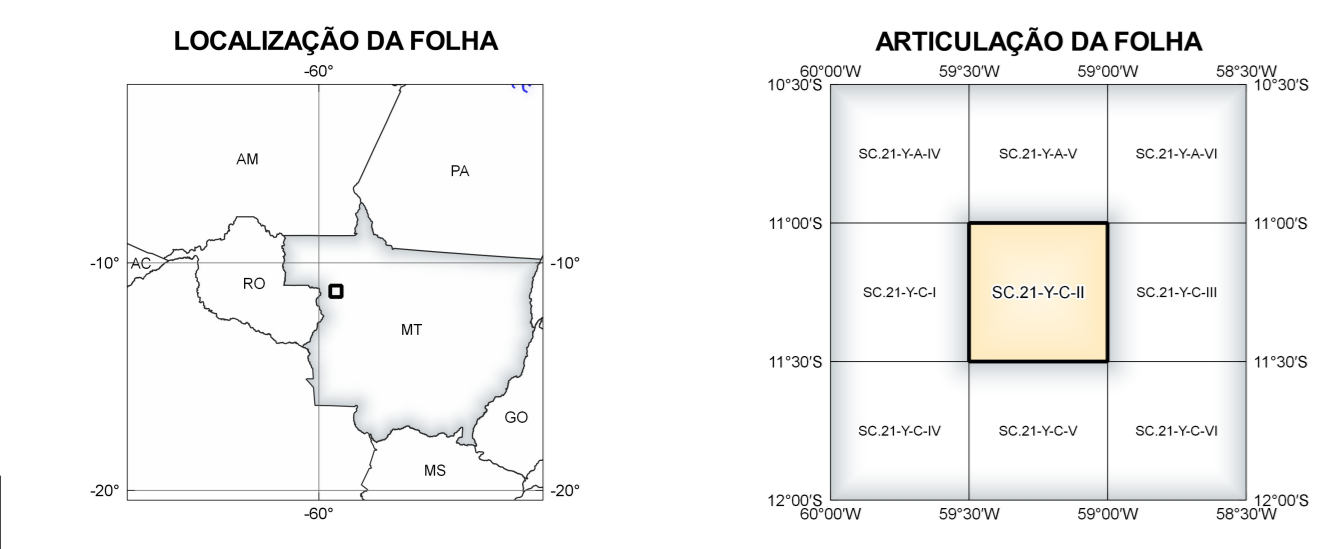 LOCALIZAÇÃO DA FOLHA
-60°
AM
PA
-10°
AC
RO
-10°
MT
GO
MS
-20°
-20°
-60°
ARTICULAÇÃO DA FOLHA
60°00'W
59°30'W
59°00'W
58°30'W
10°30'S
10°30'S
SC.21-Y-A-IV
SC.21-Y-A-V
SC.21-Y-A-VI
11°00'S
11°00'S
SC.21-Y-C-I
SC.21-Y-C-II
SC.21-Y-C-III
11°30'S
11°30'S
SC.21-Y-C-IV
SC.21-Y-C-V
SC.21-Y-C-VI
12°00'S
12°00'S
60°00'W
59°30'W
59°00'W
58°30'W